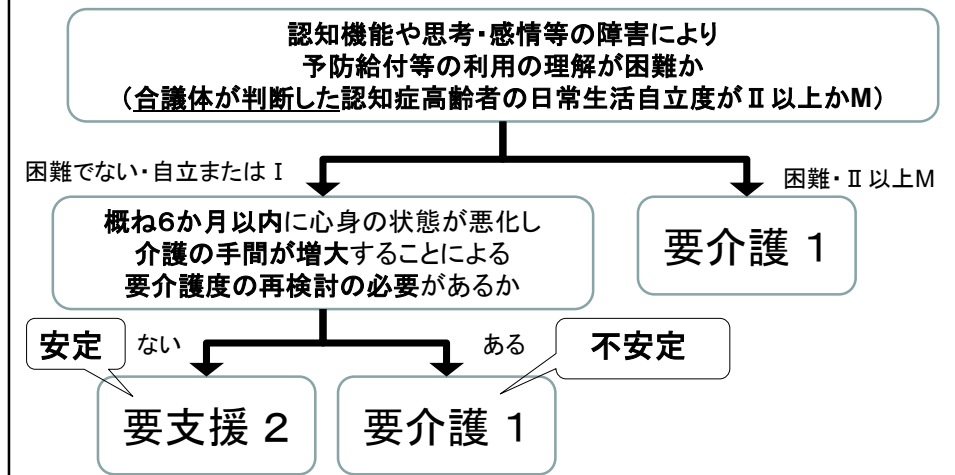 認知機能や思考・感情等の障害により
予防給付等の利用の理解が困難か
（合議体が判断した認知症高齢者の日常生活自立度がⅡ以上かM）
困難でない・自立またはⅠ
困難・Ⅱ以上M
概ね６か月以内に心身の状態が悪化し
介護の手間が増大することによる
要介護度の再検討の必要があるか
要介護１
安定
ない
ある
不安定
要支援２
要介護１